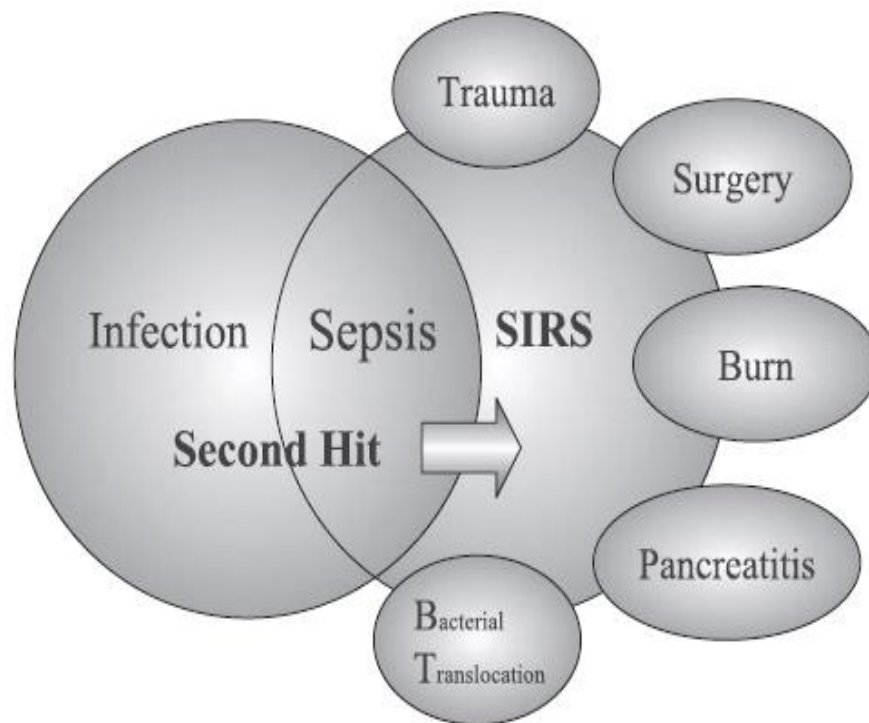 Trauma
Surgery
Infection
Sepsis
SIRS
Burn
Second Hit
Pancreatitis
Bacterial
Translocation